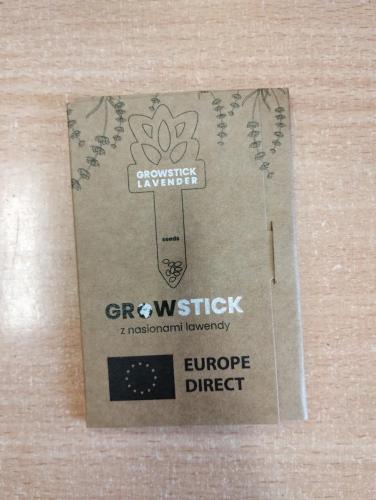 GROWSTICK
LAVENDER
seeds
GROWSTICK
z nasionami lawendy
EUROPE
DIRECT